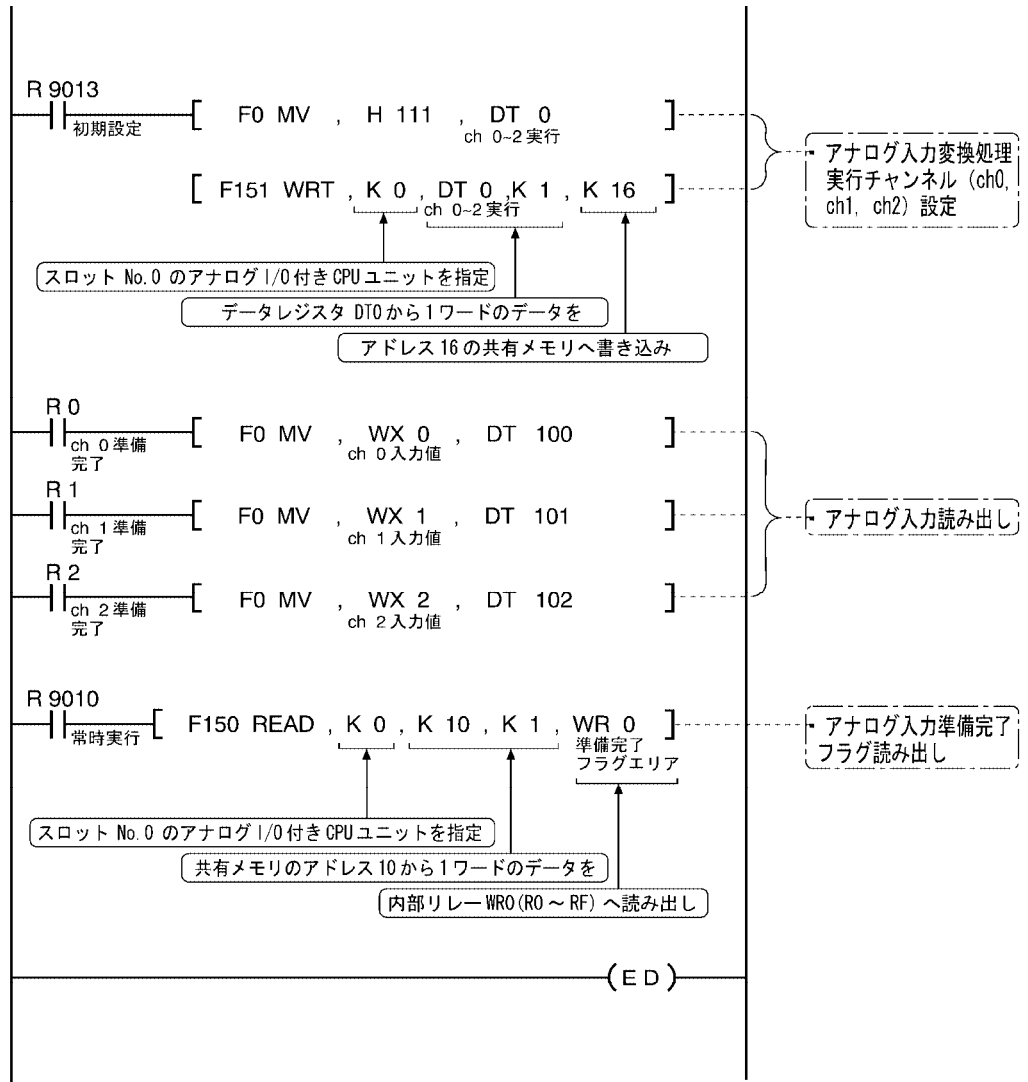 R 9013
初期設定
[ F0 MV , H 111 , DT 0 ]
ch 0~2 実行
[ F151 WRT , K 0 , DT 0 , K 1 , K 16 ]
ch 0~2 実行
アナログ入力変換処理
実行チャンネル (ch0,
ch1, ch2) 設定
スロット No.0 のアナログ I/O 付き CPU ユニットを指定
データレジスタ DT0 から 1 ワードのデータを
アドレス 16 の共有メモリへ書き込み
R 0
ch 0 準備
完了
[ F0 MV , WX 0 , DT 100 ]
ch 0 入力値
R 1
ch 1 準備
完了
[ F0 MV , WX 1 , DT 101 ]
ch 1 入力値
アナログ入力読み出し
R 2
ch 2 準備
完了
[ F0 MV , WX 2 , DT 102 ]
ch 2 入力値
R 9010
常時実行
[ F150 READ , K 0 , K 10 , K 1 , WR 0 ]
準備完了
フラグエリア
アナログ入力準備完了
フラグ読み出し
スロット No.0 のアナログ I/O 付き CPU ユニットを指定
共有メモリのアドレス 10 から 1 ワードのデータを
内部リレー WR0 (R0 ～ RF) へ読み出し
(ED)